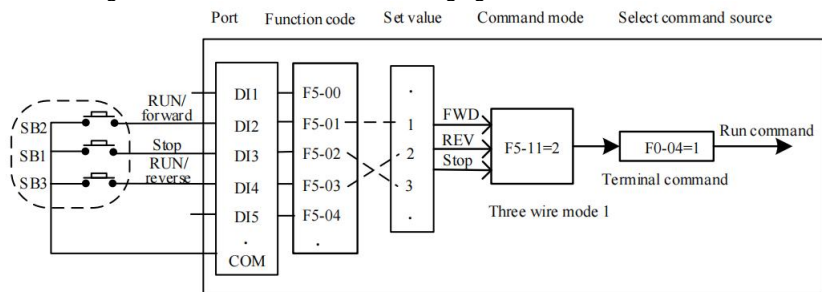 Port Function code Set value Command mode Select command source
RUN/
forward
DI1 F5-00 .
SB2 DI2 F5-01 1 FWD
SB1 Stop DI3 F5-02 2 REV F5-11=2 F0-04=1 Run command
RUN/
reverse
SB3 DI4 F5-03 3 Stop Terminal command
DI5 F5-04 Three wire mode 1
. . .
COM